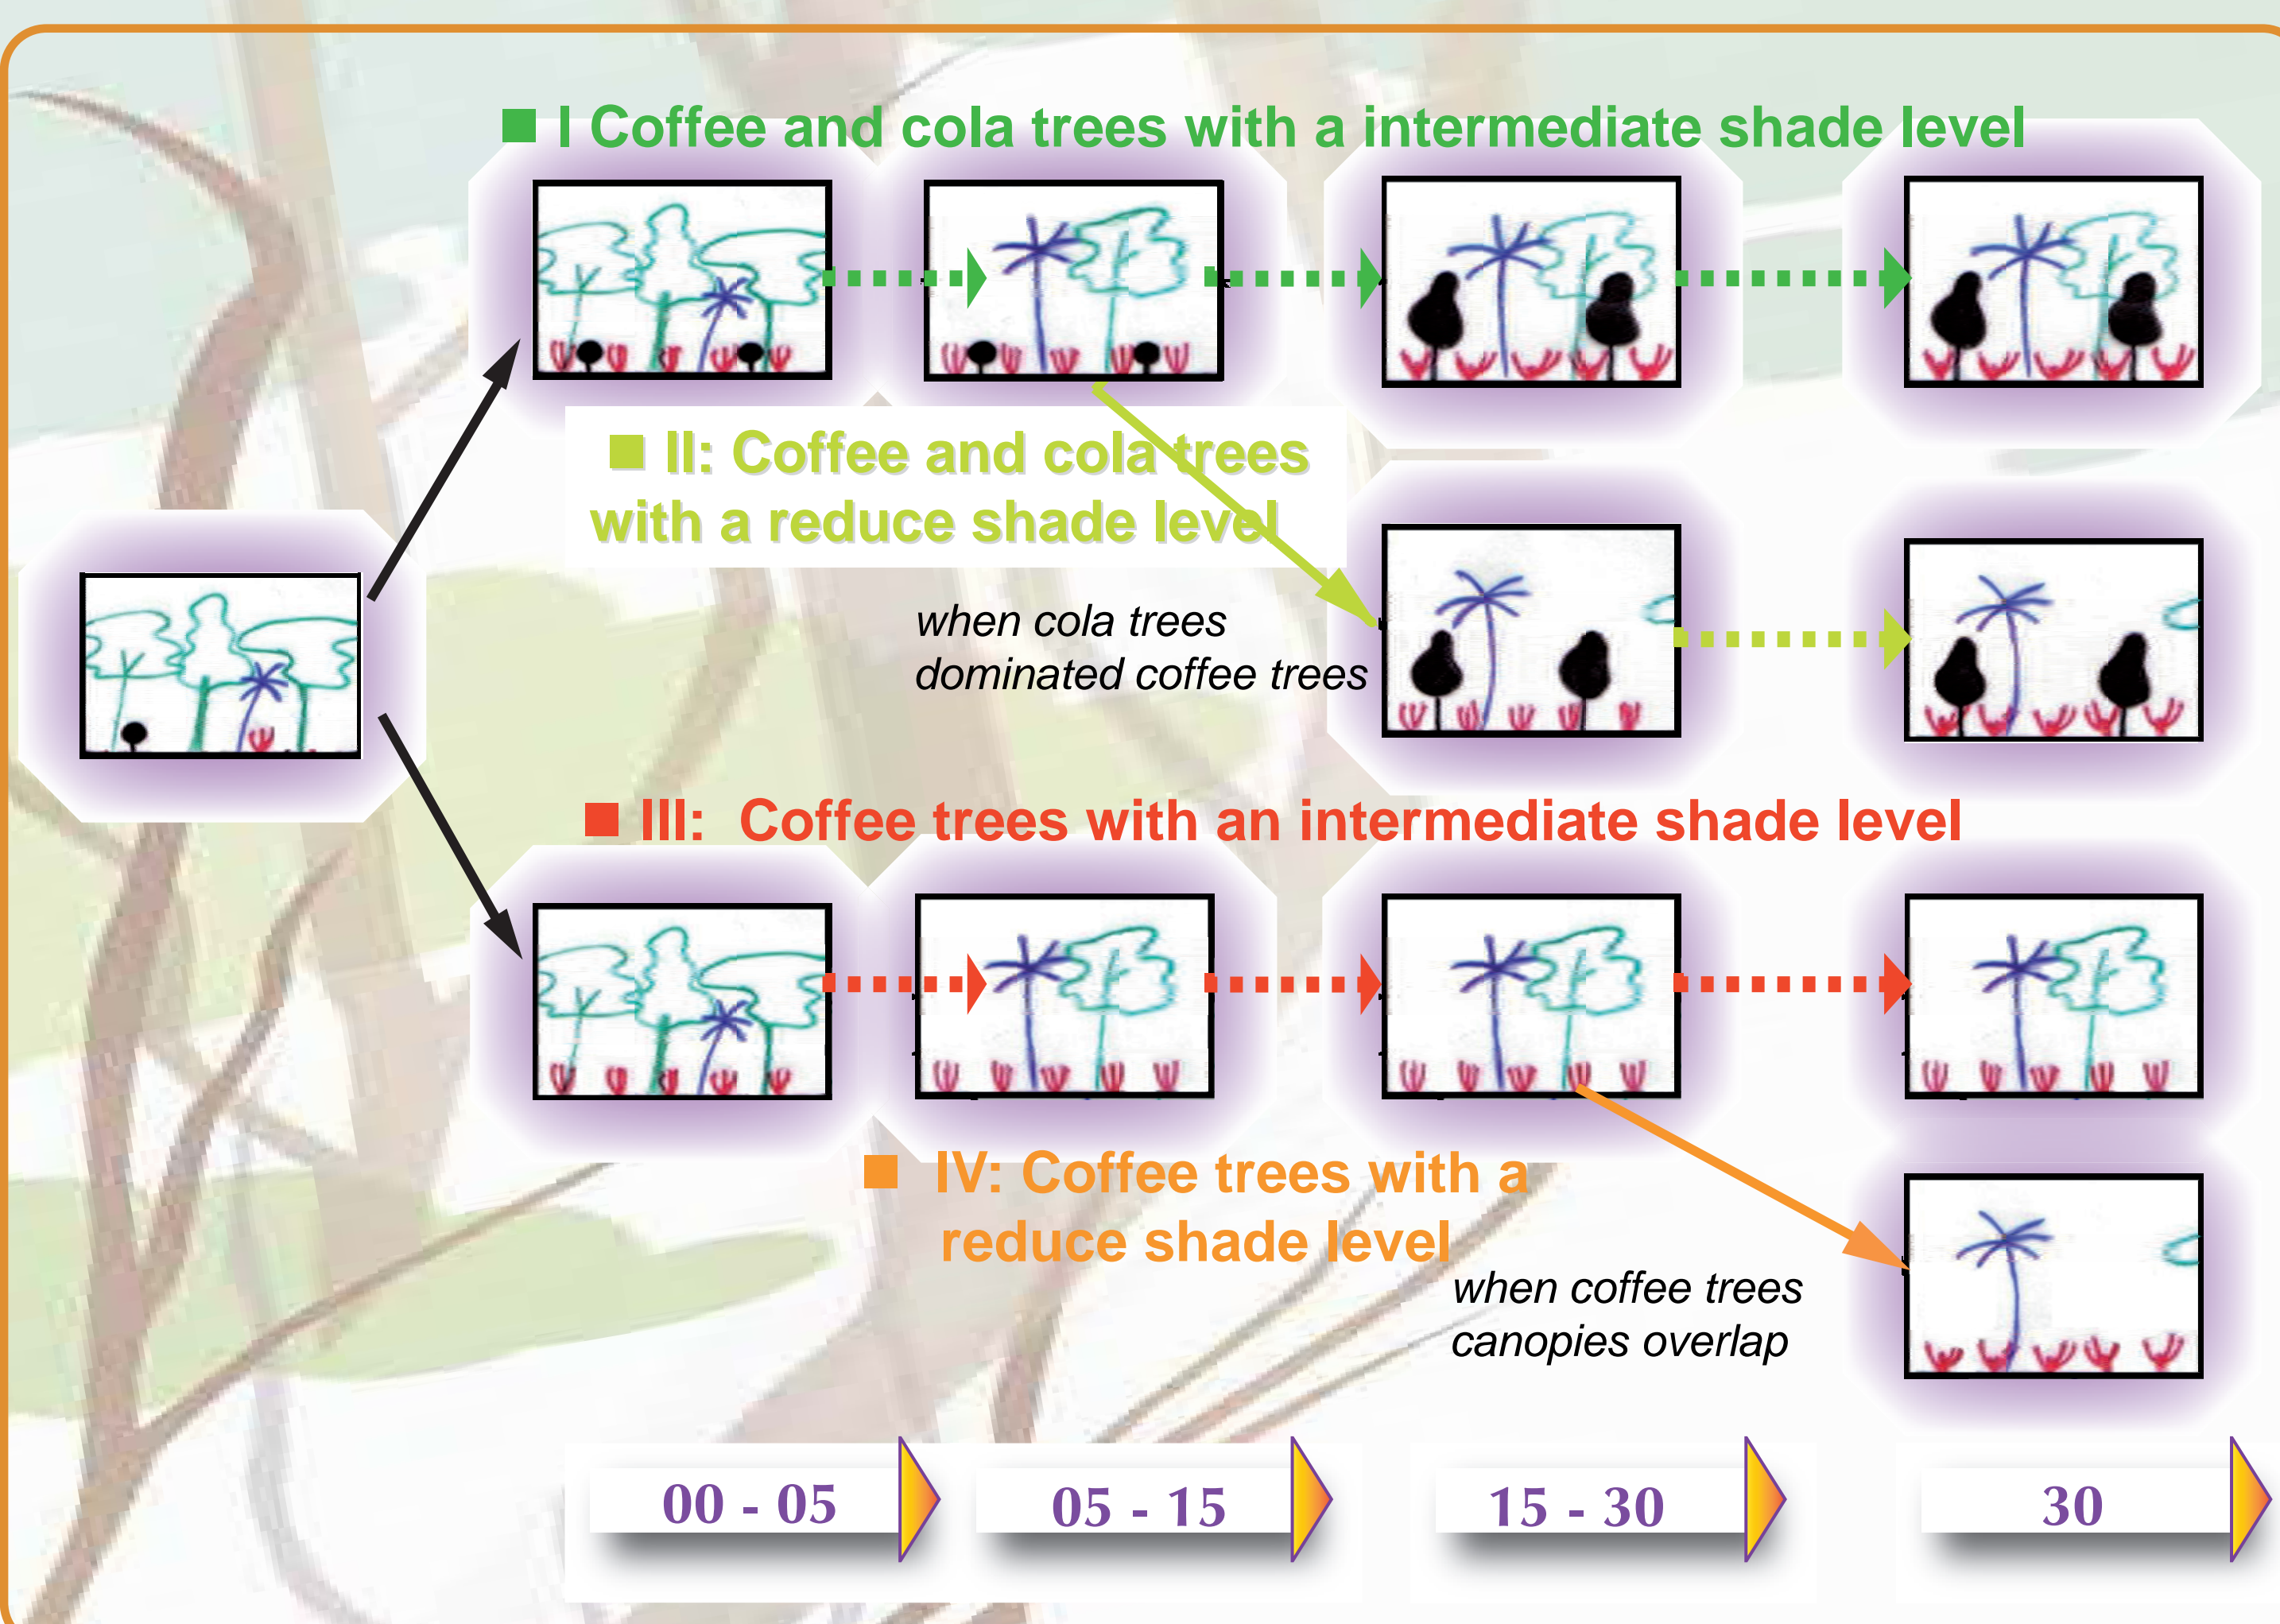 I Coffee and cola trees with a intermediate shade level
II: Coffee and cola trees
with a reduce shade level
when cola trees
dominated coffee trees
III: Coffee trees with an intermediate shade level
IV: Coffee trees with a
reduce shade level
when coffee trees
canopies overlap
00 - 05
05 - 15
15 - 30
30